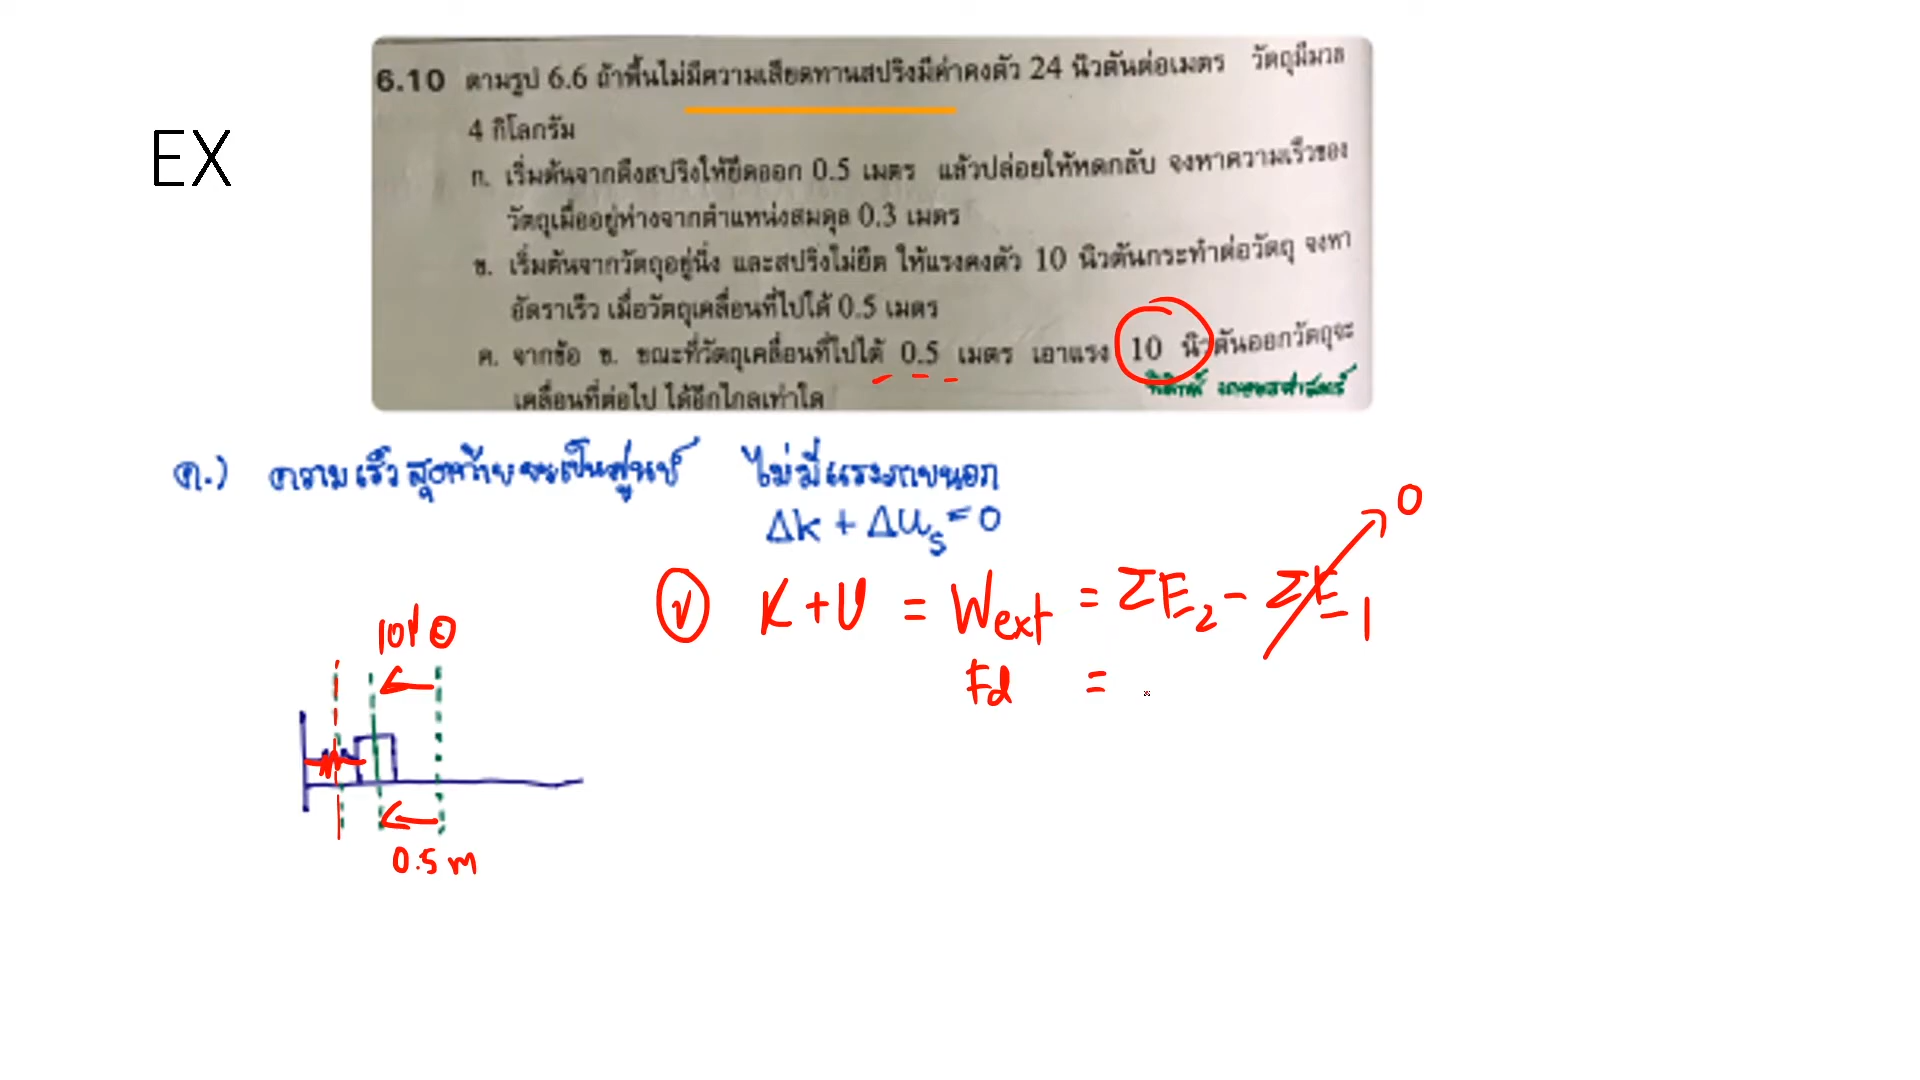 EX
6.10 ตามรูป 6.6 ถ้าพื้นไม่มีความเสียดทานสปริงมีค่าคงตัว 24 นิวตันต่อเมตร วัตถุมีมวล
4 กิโลกรัม
ก. เริ่มต้นจากดึงสปริงให้ยืดออก 0.5 เมตร แล้วปล่อยให้หดกลับ จงหาความเร็วของ
วัตถุเมื่ออยู่ห่างจากตำแหน่งสมดุล 0.3 เมตร
ข. เริ่มต้นจากวัตถุอยู่นิ่ง และสปริงไม่ยืด ให้แรงคงตัว 10 นิวตันกระทำต่อวัตถุ จงหา
อัตราเร็ว เมื่อวัตถุเคลื่อนที่ไปได้ 0.5 เมตร
ค. จากข้อ ข. ขณะที่วัตถุเคลื่อนที่ไปได้ 0.5 เมตร เอาแรง 10 นิวตันออกวัตถุจะ
เคลื่อนที่ต่อไป ได้อีกไกลเท่าใด
ค.) ความเร็วสุดท้ายจะเป็นศูนย์ ไม่มีแรงภายนอก
ΔK + ΔU_s = 0
0
ข K + U = W_ext = ΣE_2 - ΣE_1
Fd =
0.5 m